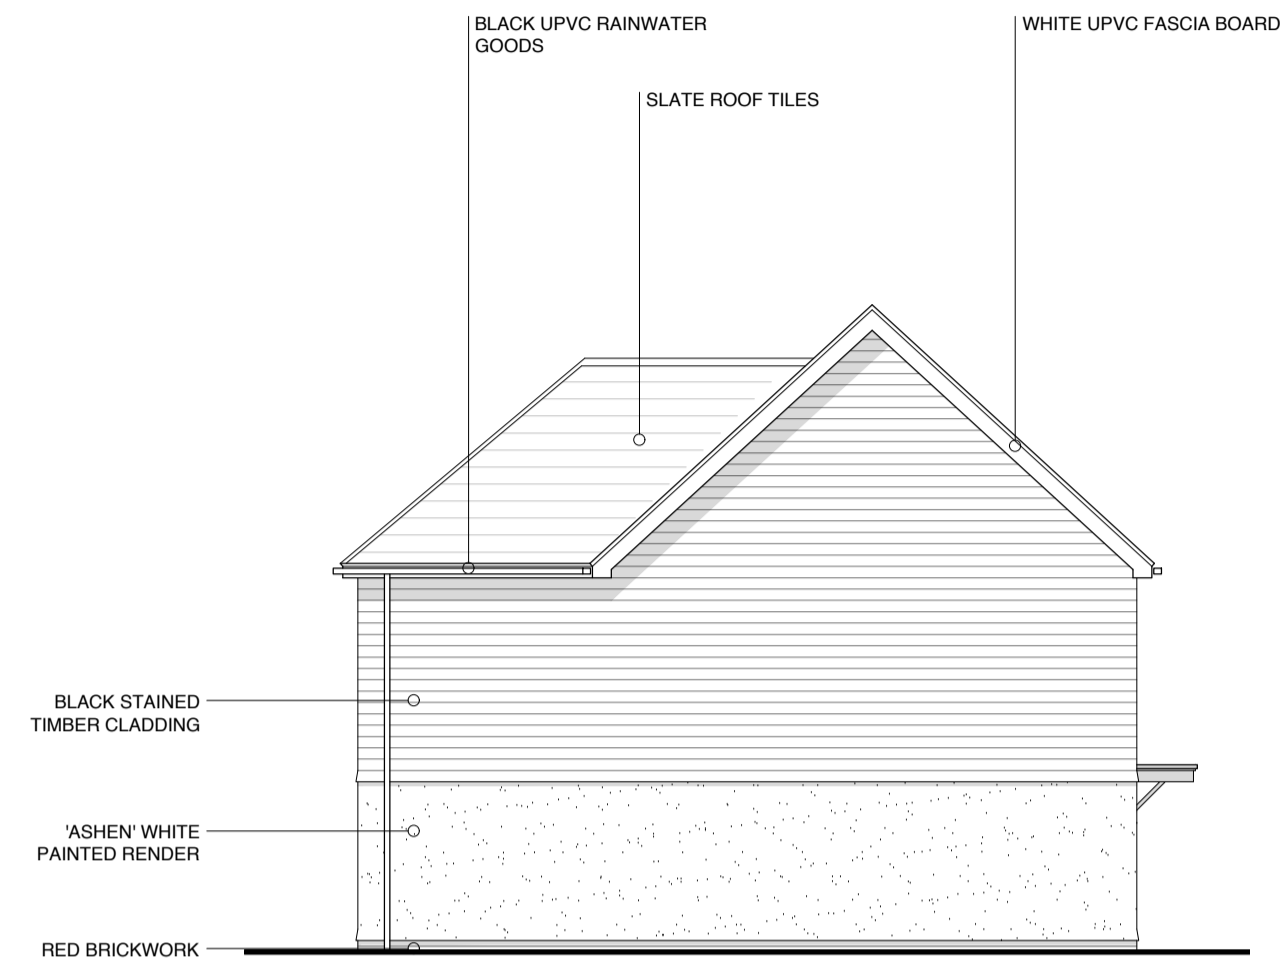 BLACK UPVC RAINWATER
GOODS
WHITE UPVC FASCIA BOARD
SLATE ROOF TILES
BLACK STAINED
TIMBER CLADDING
'ASHEN' WHITE
PAINTED RENDER
RED BRICKWORK